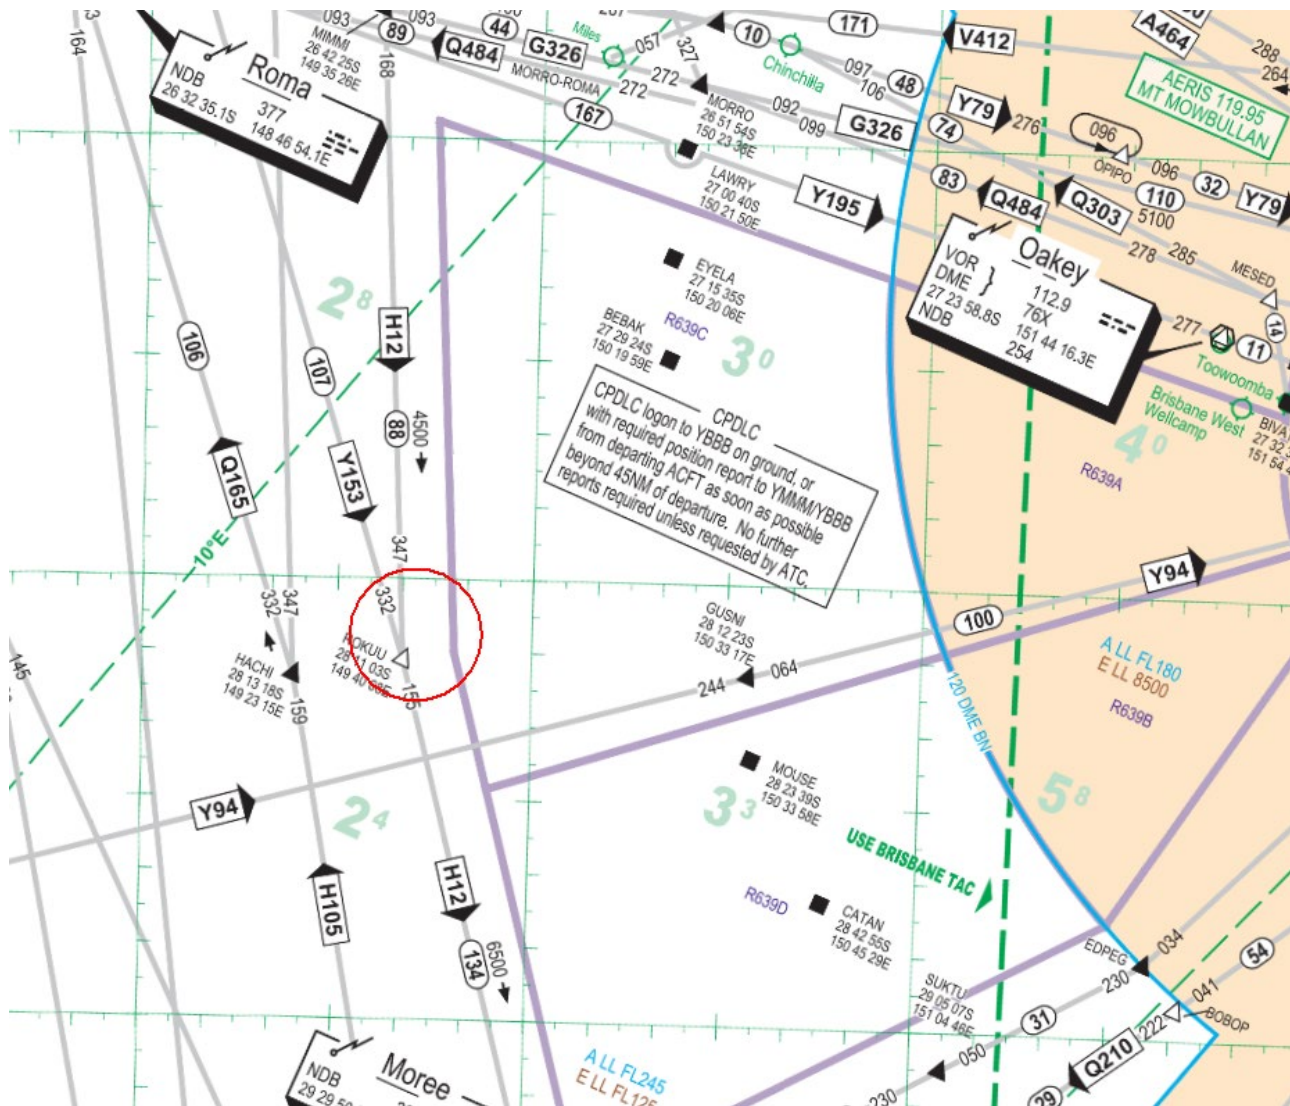 093
89
MIMMI
26 42 25S
149 35 26E
168
164
Roma
NDB
377
26 32 35.1S
148 46 54.1E
44
Q484
G326
MORRO-ROMA
167
Miles
057
272
272
327
10
171
Chinchilla
097
48
106
V412
A464
288
264
AERIS 119.95
MT MOWBULLAN
MORRO
26 51 54S
150 23 38E
092
099
G326
74
Y79
276
096
OPIPO
096
110
32
5100
Y79
LAWRY
27 00 40S
150 21 50E
Y195
83
Q484
Q303
278
285
MESED
14
Oakey
VOR
DME }
112.9
76X
27 23 58.8S
151 44 16.3E
NDB
254
277
11
Toowoomba
Brisbane West
Wellcamp
BIVA
EYELA
27 15 35S
150 20 06E
R639C
BEBAK
27 29 24S
150 19 59E
3⁰
2⁸
H12
106
107
88
4500
Q165
Y153
10°E
CPDLC
CPDLC logon to YBBB on ground, or
with required position report to YMMM/YBBB
from departing ACFT as soon as possible
beyond 45NM of departure. No further
reports required unless requested by ATC.
4⁰
R639A
347
332
347
332
HACHI
28 13 18S
149 23 15E
159
155
145
Y94
100
GUSNI
28 12 23S
150 33 17E
064
244
A LL FL180
E LL 8500
R639B
120 DME BN
MOUSE
28 23 39S
150 33 58E
3³
5⁸
USE BRISBANE TAC
Y94
2⁴
H105
H12
134
6500
R639D
CATAN
28 42 55S
150 45 29E
EDPEG
034
230
54
SUKTU
29 05 07S
151 04 46E
31
050
041
222
BOBOP
Q210
29
230
Moree
NDB
A LL FL245
E LL FL125